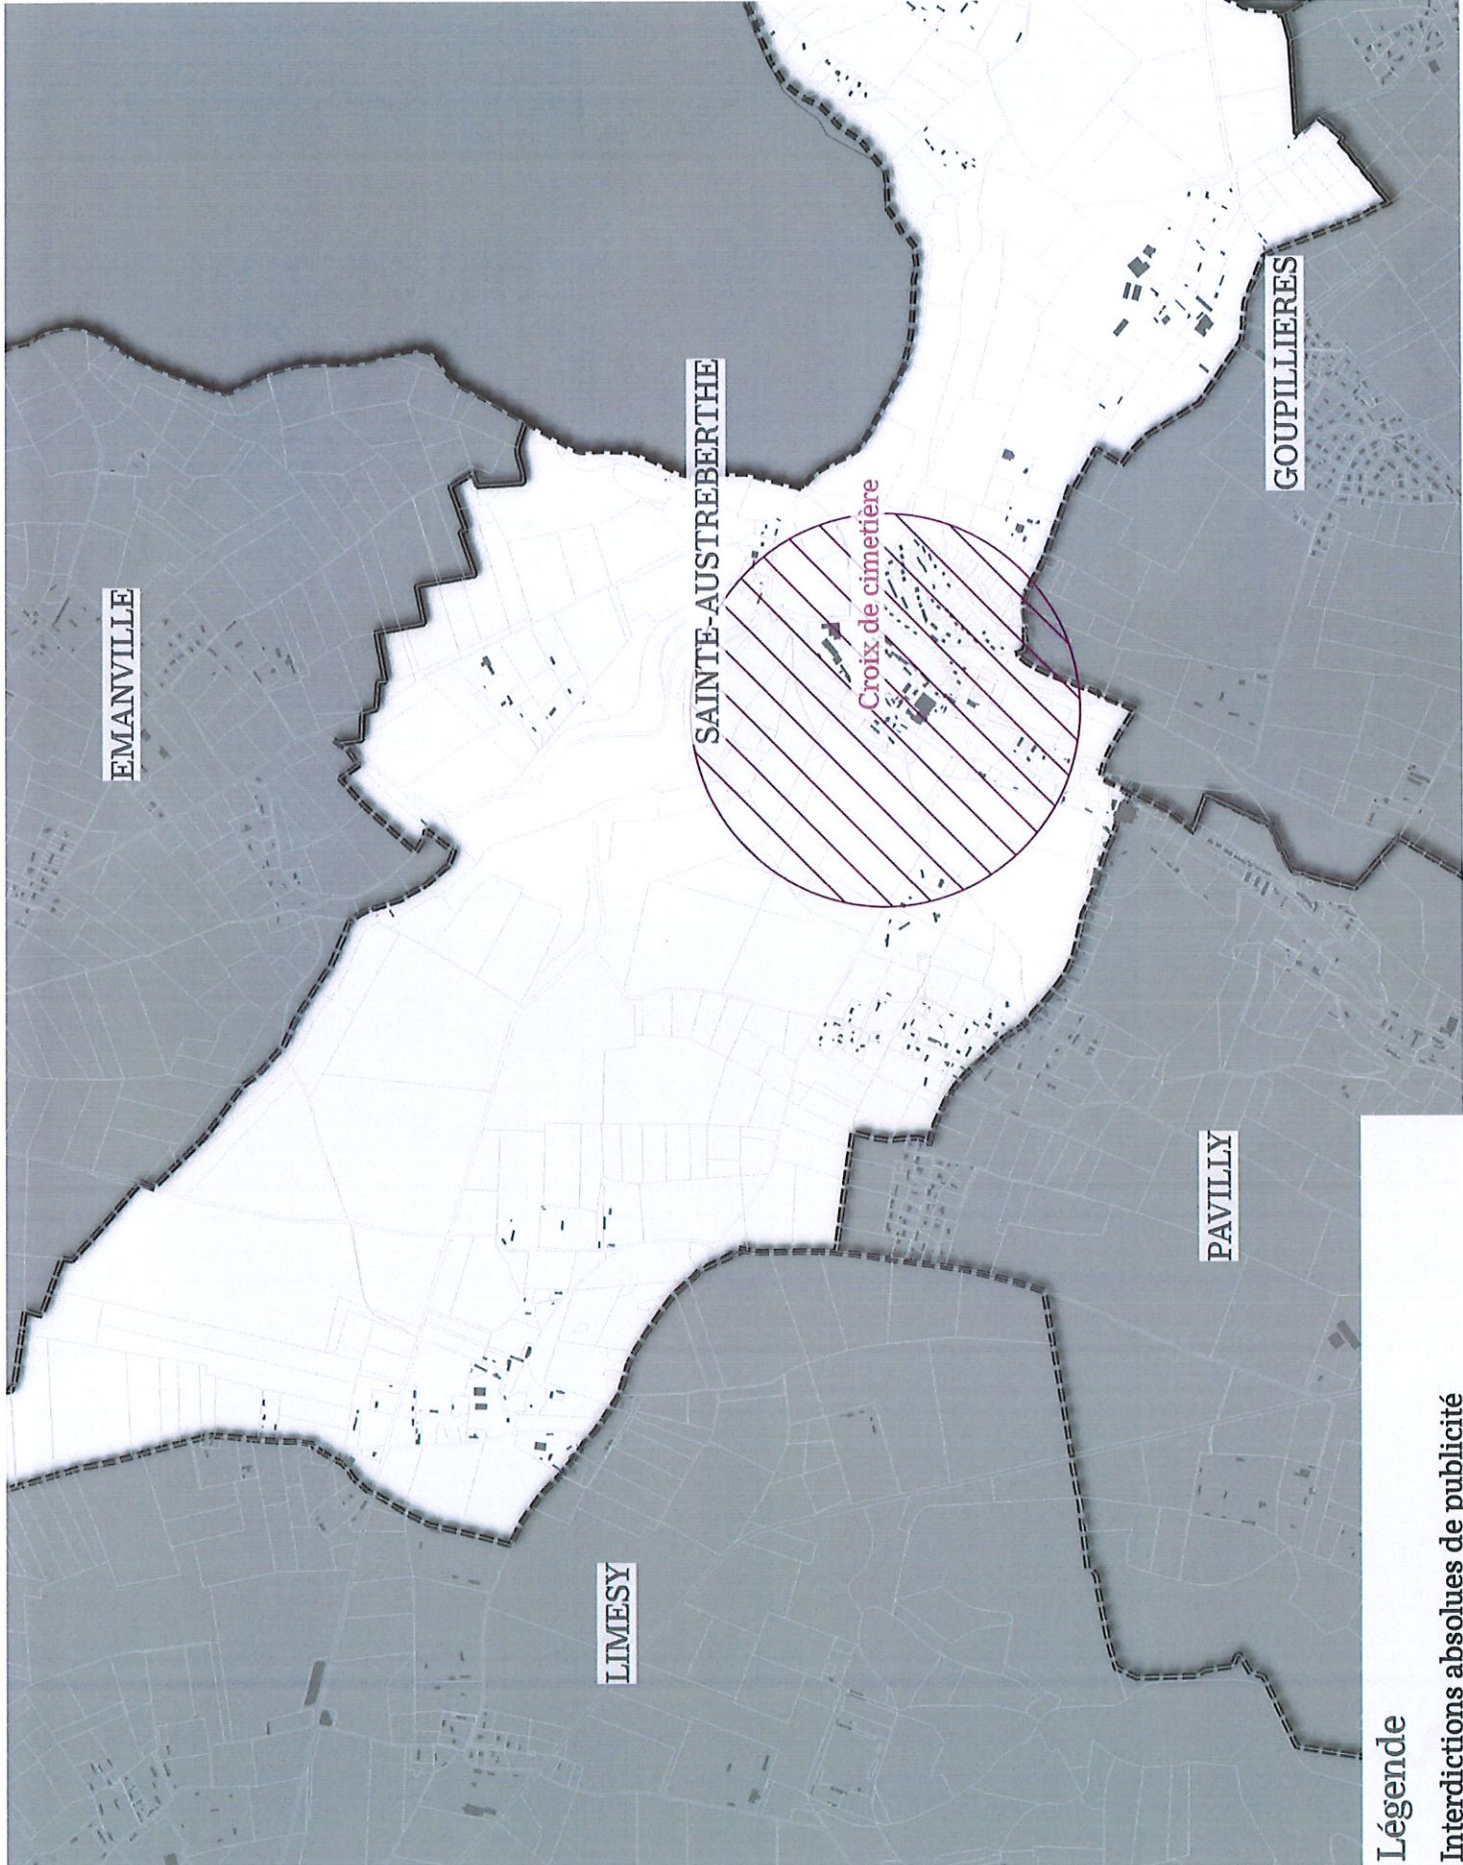 EMANVILLE
SAINTE-AUSTREBERTHE
Croix de cimetière
GOUPILLIERES
LIMESY
PAVILLY
Légende
Interdictions absolues de publicité